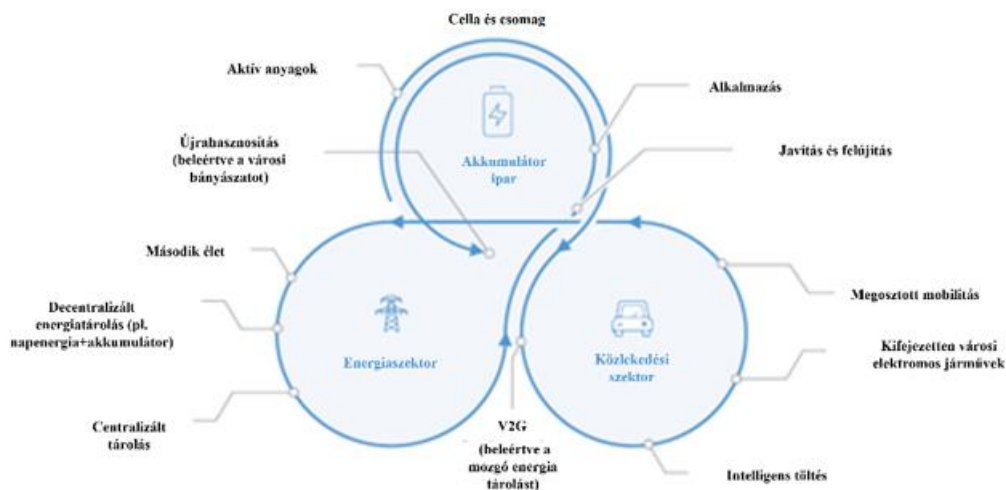 Cella és csomag
Aktív anyagok
Alkalmazás
Újrahasznosítás
(beleértve a városi
bányászatot)
Akkumulátor
ipar
Javítás és felújítás
Második élet
Megosztott mobilitás
Decentralizált
energiatárolás (pl,
napenergia+akkumulátor)
Energiaszektor
Közlekedési
szektor
Kifejezetten városi
elektromos járművek
Centralizált
tárolás
V2G
(beleértve a
mozgó energia
tárolást)
Intelligens töltés